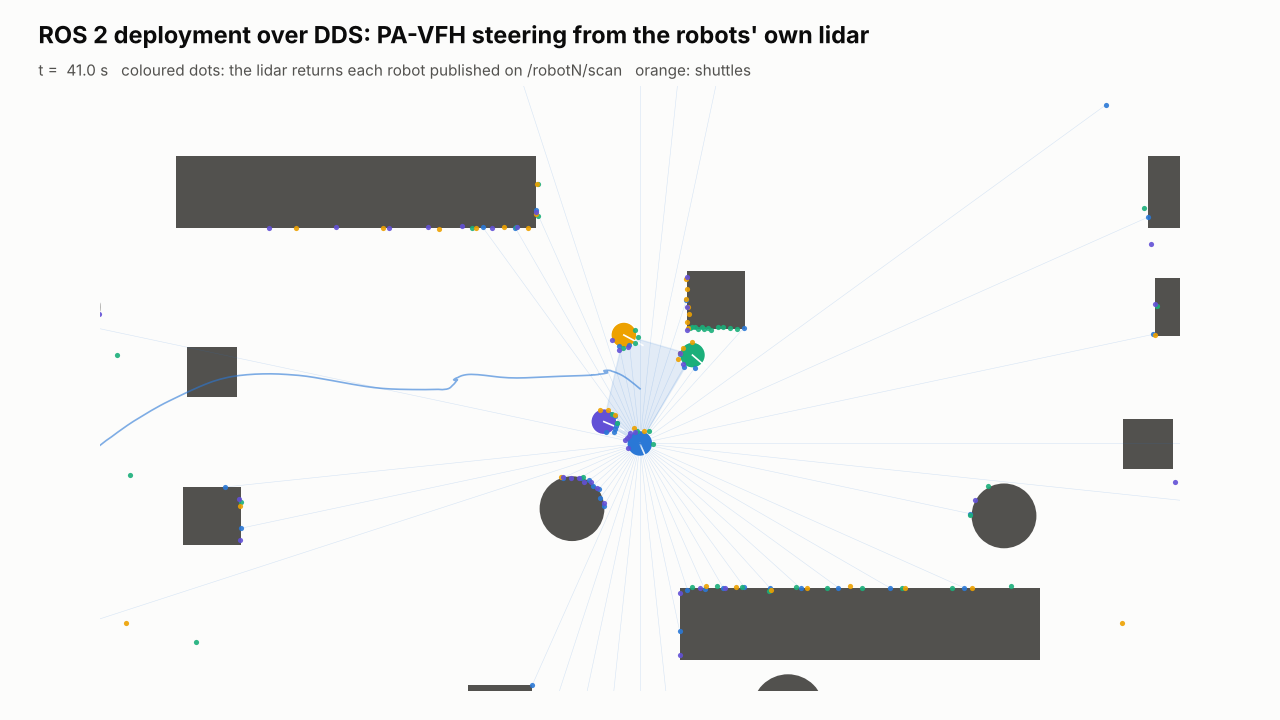 ROS 2 deployment over DDS: PA-VFH steering from the robots' own lidar
t =  41.0 s   coloured dots: the lidar returns each robot published on /robotN/scan   orange: shuttles